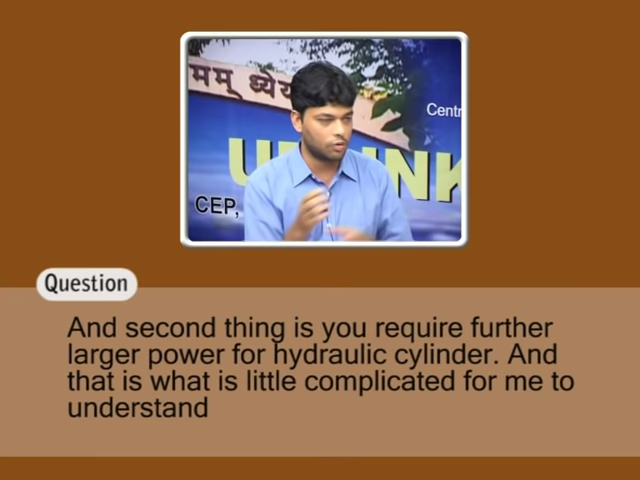 मम् ध्ये
Centr
CEP,
Question
And second thing is you require further
larger power for hydraulic cylinder. And
that is what is little complicated for me to
understand